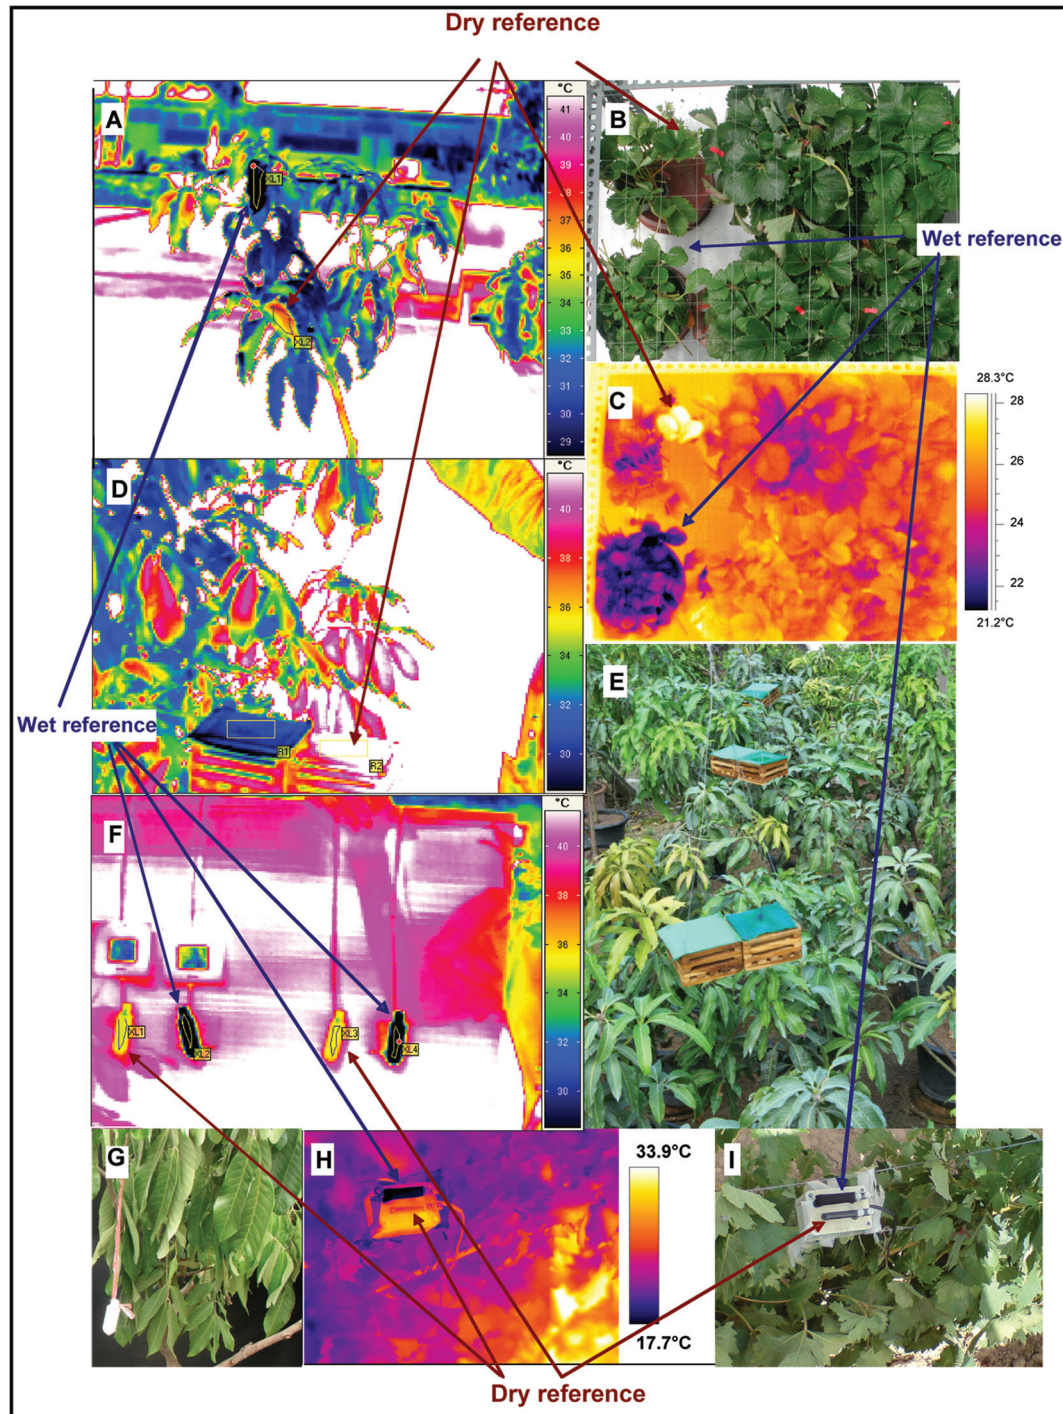 Dry reference
A
°C
41
40
39
38
37
36
35
34
33
32
31
30
29
XL1
XL2
B
Wet reference
C
28.3°C
28
26
24
22
21.2°C
D
°C
40
38
36
34
32
30
R1
R2
Wet reference
E
F
°C
40
38
36
34
32
30
XL1
XL2
XL3
XL4
G
H
33.9°C
17.7°C
I
Dry reference